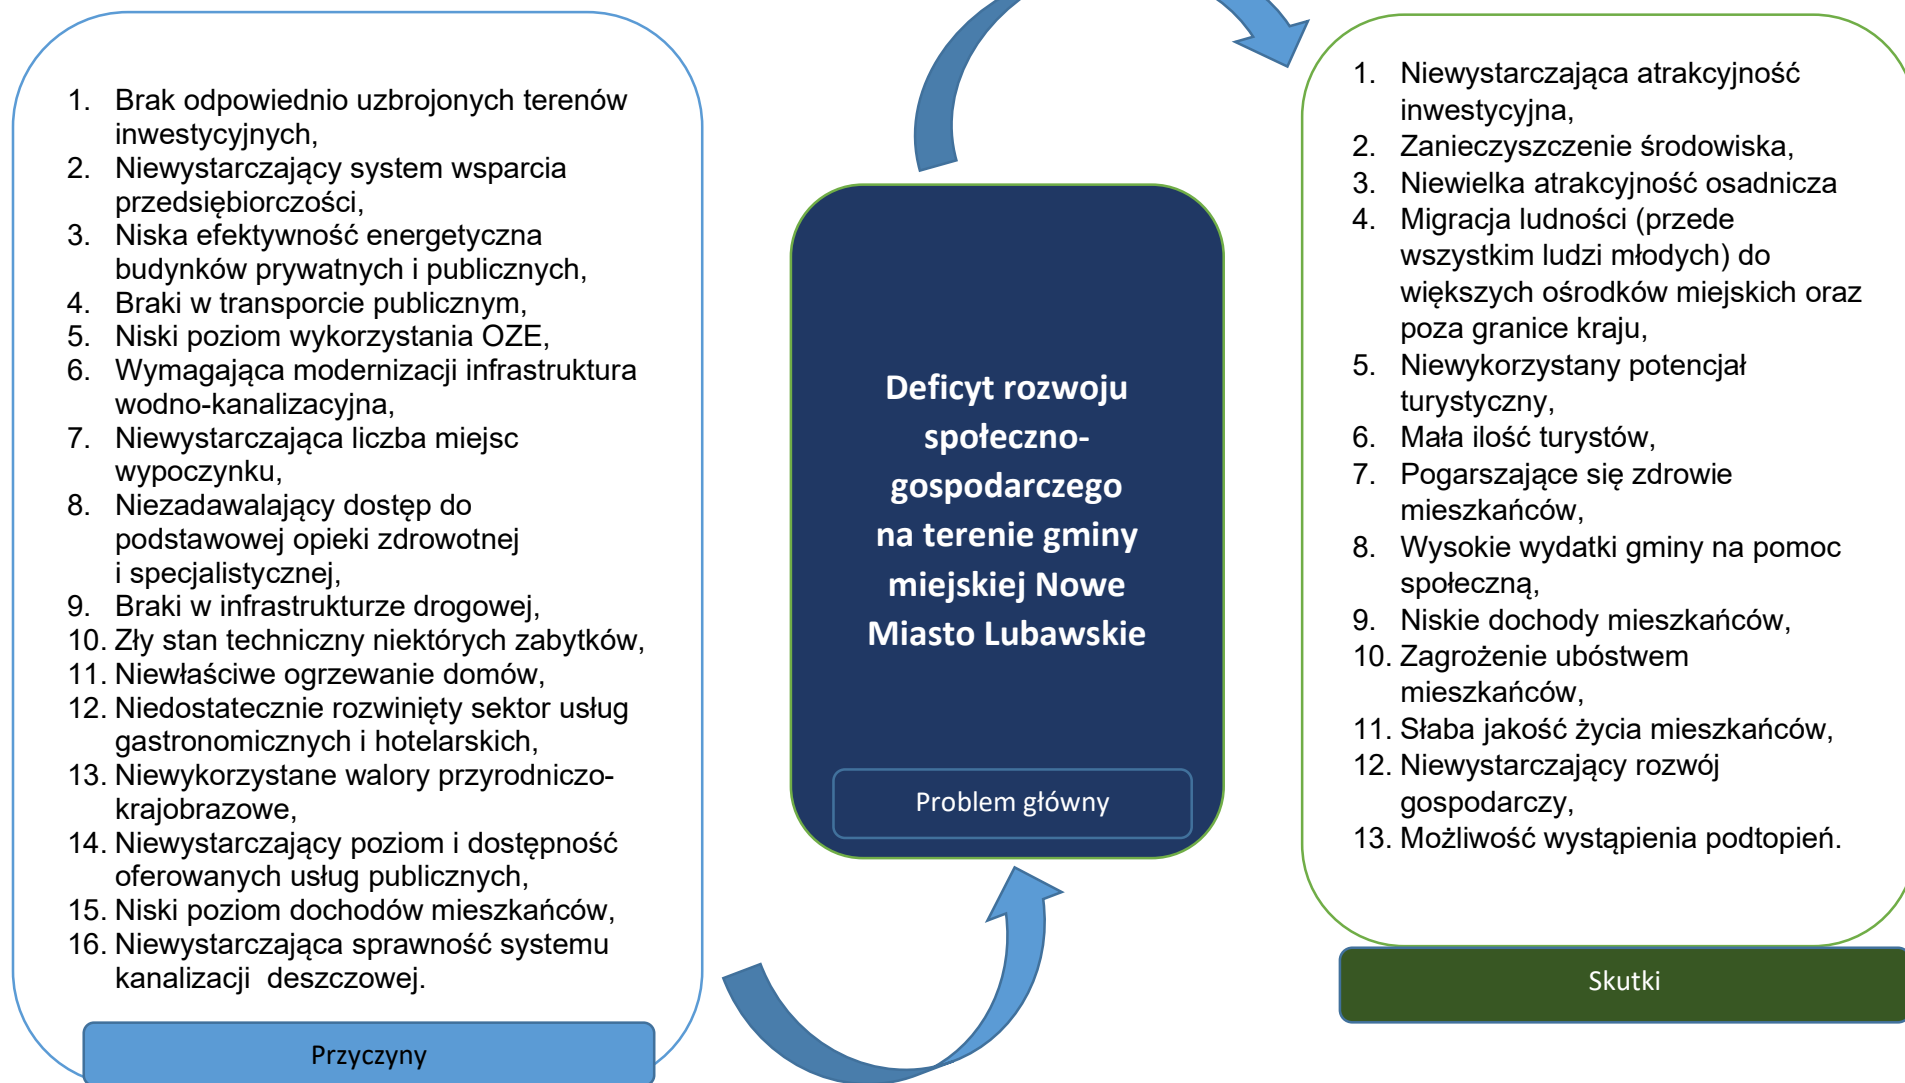 1. Brak odpowiednio uzbrojonych terenów
inwestycyjnych,
2. Niewystarczający system wsparcia
przedsiębiorczości,
3. Niska efektywność energetyczna
budynków prywatnych i publicznych,
4. Braki w transporcie publicznym,
5. Niski poziom wykorzystania OZE,
6. Wymagająca modernizacji infrastruktura
wodno-kanalizacyjna,
7. Niewystarczająca liczba miejsc
wypoczynku,
8. Niezadawalający dostęp do
podstawowej opieki zdrowotnej
i specjalistycznej,
9. Braki w infrastrukturze drogowej,
10. Zły stan techniczny niektórych zabytków,
11. Niewłaściwe ogrzewanie domów,
12. Niedostatecznie rozwinięty sektor usług
gastronomicznych i hotelarskich,
13. Niewykorzystane walory przyrodniczo-
krajobrazowe,
14. Niewystarczający poziom i dostępność
oferowanych usług publicznych,
15. Niski poziom dochodów mieszkańców,
16. Niewystarczająca sprawność systemu
kanalizacji deszczowej.
Przyczyny
Deficyt rozwoju
społeczno-
gospodarczego
na terenie gminy
miejskiej Nowe
Miasto Lubawskie
Problem główny
1. Niewystarczająca atrakcyjność
inwestycyjna,
2. Zanieczyszczenie środowiska,
3. Niewielka atrakcyjność osadnicza
4. Migracja ludności (przede
wszystkim ludzi młodych) do
większych ośrodków miejskich oraz
poza granice kraju,
5. Niewykorzystany potencjał
turystyczny,
6. Mała ilość turystów,
7. Pogarszające się zdrowie
mieszkańców,
8. Wysokie wydatki gminy na pomoc
społeczną,
9. Niskie dochody mieszkańców,
10. Zagrożenie ubóstwem
mieszkańców,
11. Słaba jakość życia mieszkańców,
12. Niewystarczający rozwój
gospodarczy,
13. Możliwość wystąpienia podtopień.
Skutki